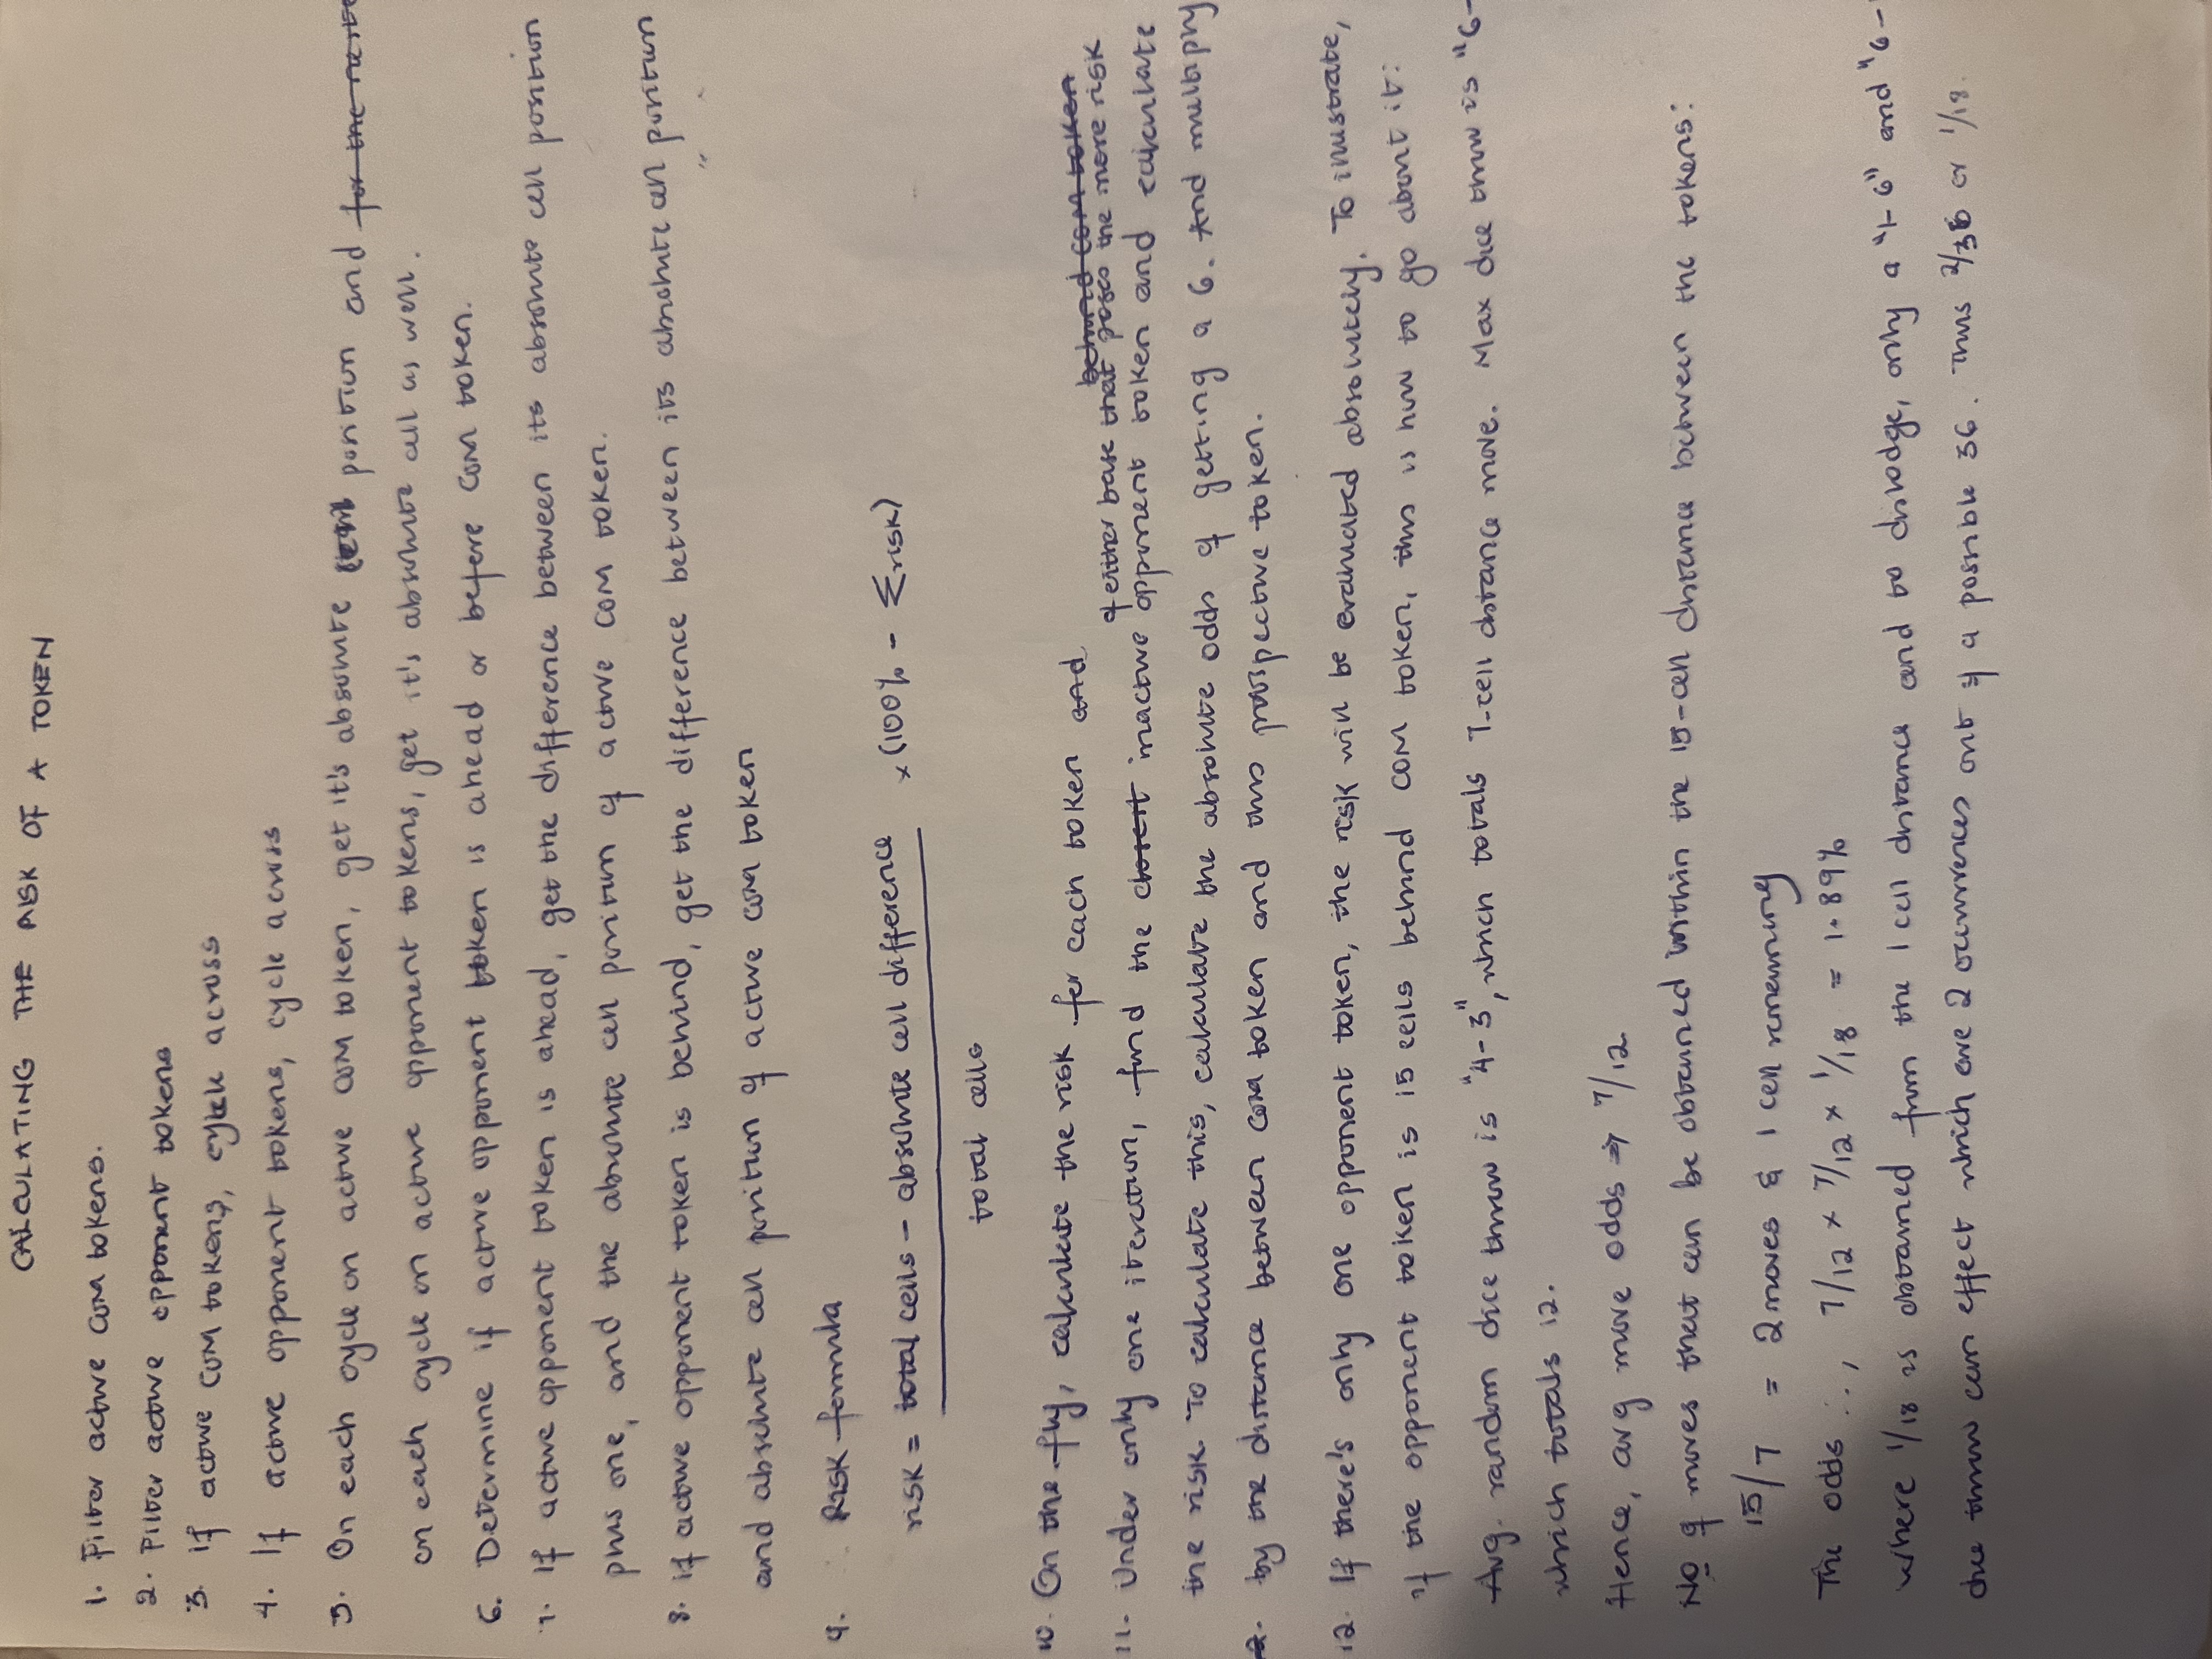 CALCULATING THE RISK OF A TOKEN
1. Filter active COM tokens.
2. Filter active opponent tokens
3. if active COM tokens, cycle across
4. If active opponent tokens, cycle across
5. On each cycle on active COM token, get it's absolute position and for the neste
on each cycle on active opponent tokens, get it's absolute cell as well.
6. Determine if active opponent token is ahead or before COM token.
7. If active opponent token is ahead, get the difference between its absolute cell position
plus one, and the absolute cell position of active COM token.
8. if active opponent token is behind, get the difference between its absolute cell position
and absolute cell position of active COM token
9. RISK formula
risk = total cells - absolute cell difference × (100% - Σrisk)
total cells
10. On the fly, calculate the risk for each token and
behind COM token
of either base that poses the more risk
11. Under only one iteration, find the closest inactive opponent token and calculate
the risk. To calculate this, calculate the absolute odds of getting a 6. And multiply
2. by the distance between COM token and this prospective token.
12. If there's only one opponent token, the risk will be evaluated absolutely. To illustrate,
if the opponent token is 15 cells behind COM token, this is how to go about it:
Avg. random dice throw is "4-3", which totals 7-cell distance move. Max dice throw is "6-
which totals 12.
Hence, avg move odds ⇒ 7/12
No of moves that can be obtained within the 15-cell distance between the tokens:
15/7 = 2 moves & 1 cell remaining
The odds ∴, 7/12 × 7/12 × 1/18 = 1.89%
Where 1/18 is obtained from the 1 cell distance and to dislodge, only a "1-6" and "6-
dice throw can effect which are 2 occurrences out of a possible 36. Thus 2/36 or 1/18.